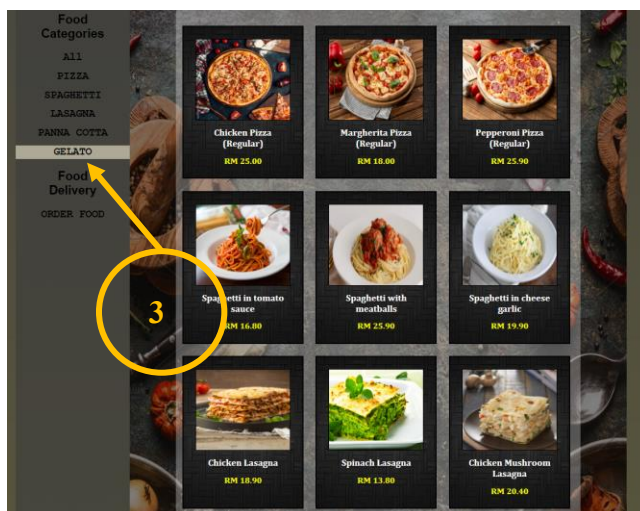 Food
Categories
All
PIZZA
SPAGHETTI
LASAGNA
PANNA COTTA
GELATO
Food
Delivery
ORDER FOOD
3
Chicken Pizza
(Regular)
RM 25.00
Margherita Pizza
(Regular)
RM 18.00
Pepperoni Pizza
(Regular)
RM 25.90
Spaghetti in tomato
sauce
RM 16.80
Spaghetti with
meatballs
RM 25.90
Spaghetti in cheese
garlic
RM 19.90
Chicken Lasagna
RM 18.90
Spinach Lasagna
RM 13.80
Chicken Mushroom
Lasagna
RM 20.40